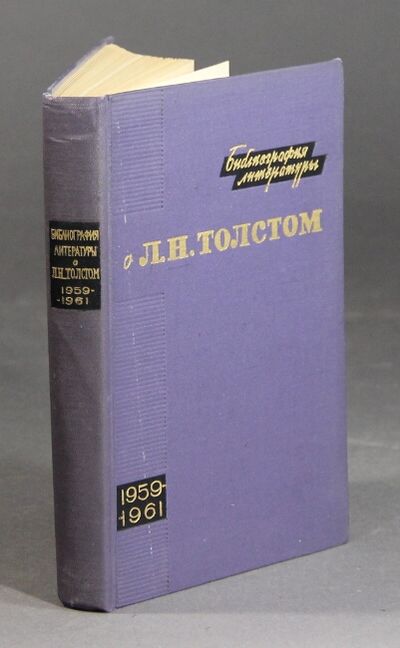 Библиография
литературы
о Л.Н. ТОЛСТОМ
1959-
-1961
БИБЛИОГРАФИЯ
ЛИТЕРАТУРЫ
о
Л.Н. ТОЛСТОМ
1959-
-1961